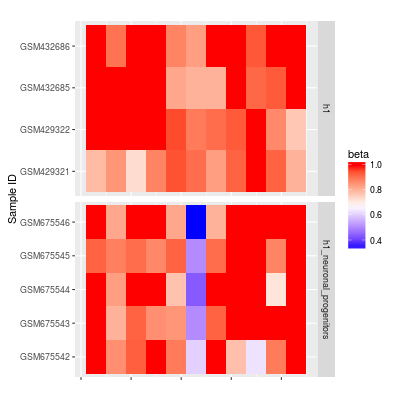 GSM432686
GSM432685
GSM429322
GSM429321
h1
Sample ID
GSM675546
GSM675545
GSM675544
GSM675543
GSM675542
h1_neuronal_progenitors
beta
1.0
0.8
0.6
0.4